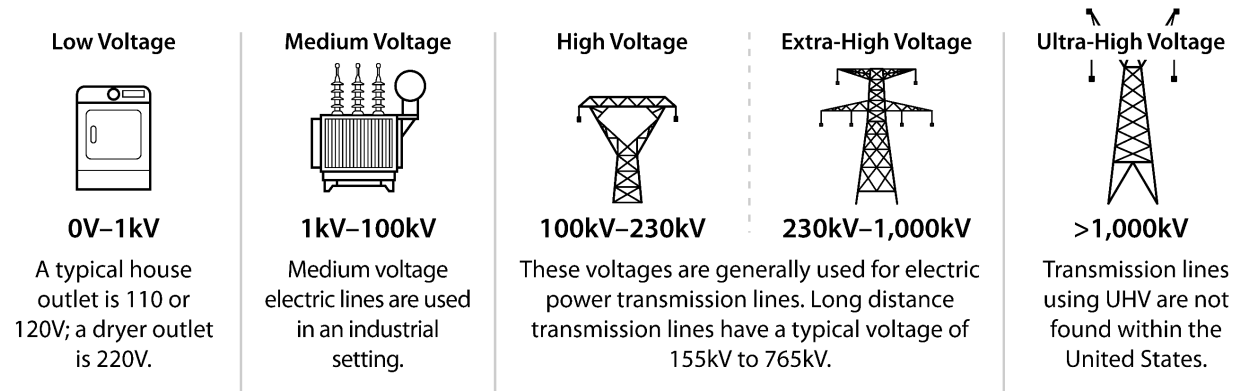 Low Voltage
0V–1kV
A typical house
outlet is 110 or
120V; a dryer outlet
is 220V.
Medium Voltage
1kV–100kV
Medium voltage
electric lines are used
in an industrial
setting.
High Voltage
100kV–230kV
Extra-High Voltage
230kV–1,000kV
These voltages are generally used for electric
power transmission lines. Long distance
transmission lines have a typical voltage of
155kV to 765kV.
Ultra-High Voltage
>1,000kV
Transmission lines
using UHV are not
found within the
United States.